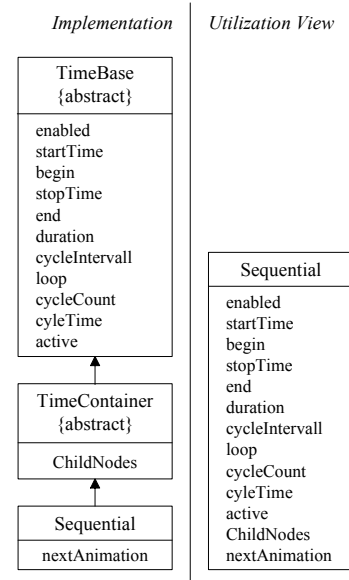 Implementation
Utilization View
TimeBase
{abstract}
enabled
startTime
begin
stopTime
end
duration
cycleIntervall
loop
cycleCount
cyleTime
active
TimeContainer
{abstract}
ChildNodes
Sequential
nextAnimation
Sequential
enabled
startTime
begin
stopTime
end
duration
cycleIntervall
loop
cycleCount
cyleTime
active
ChildNodes
nextAnimation